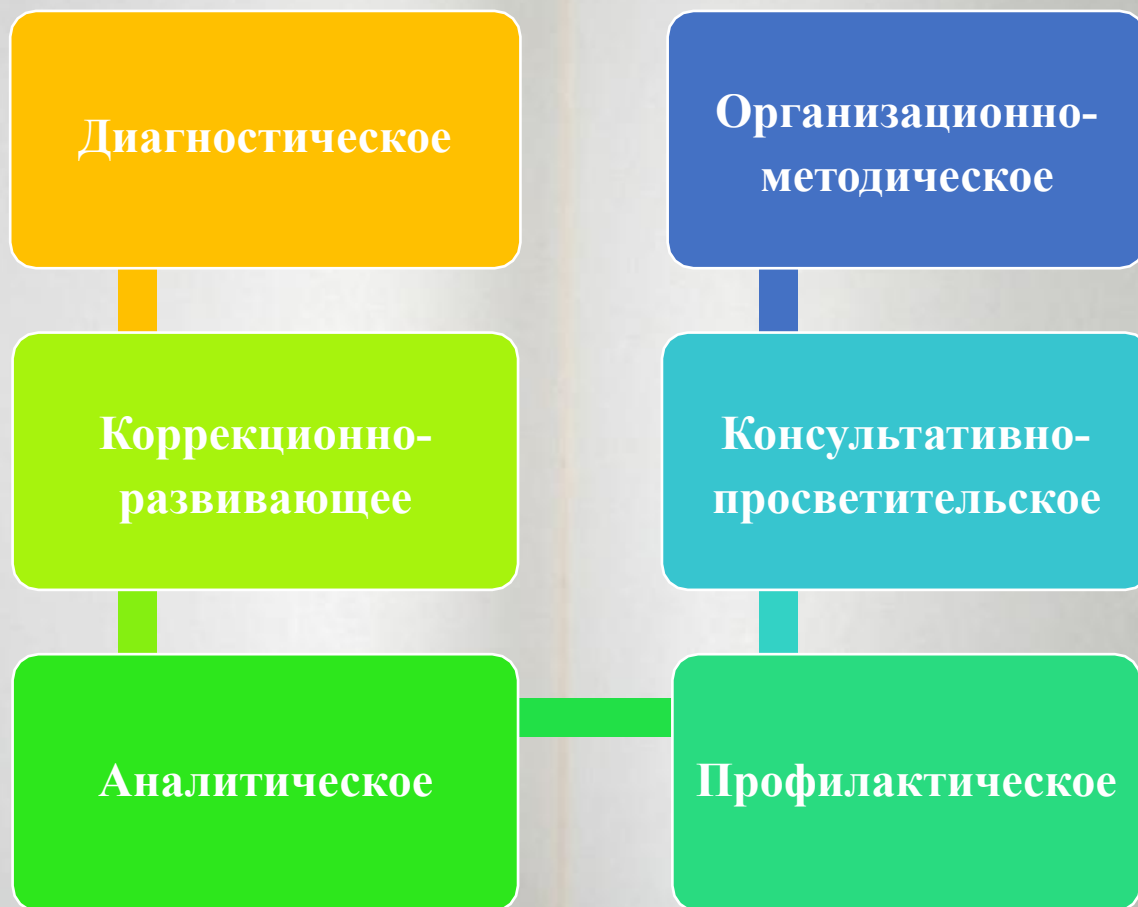 Диагностическое
Коррекционно-
развивающее
Аналитическое
Профилактическое
Консультативно-
просветительское
Организационно-
методическое